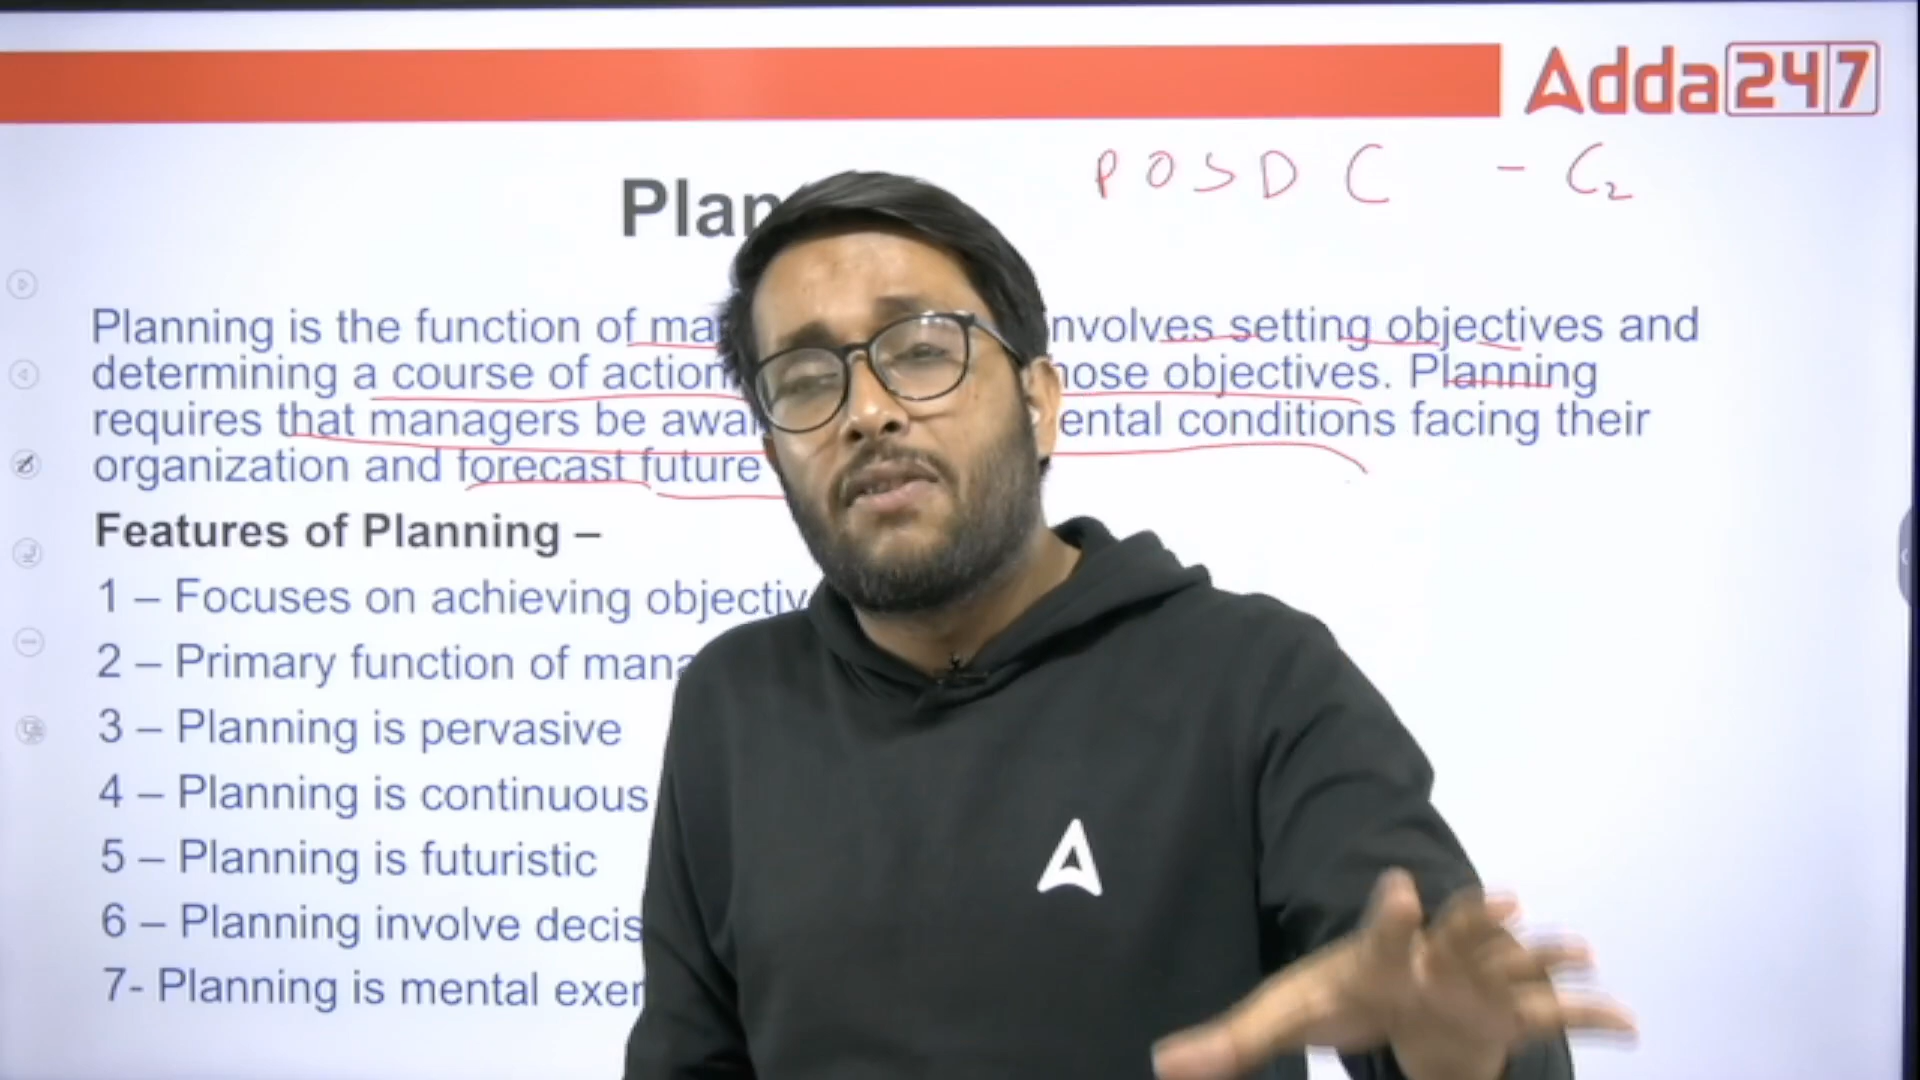 Adda247
P O S D C - C2
Plan
Planning is the function of ma nvolves setting objectives and
determining a course of action hose objectives. Planning
requires that managers be awa ental conditions facing their
organization and forecast future
Features of Planning –
1 – Focuses on achieving objectiv
2 – Primary function of mana
3 – Planning is pervasive
4 – Planning is continuous
5 – Planning is futuristic
6 – Planning involve decis
7- Planning is mental exer